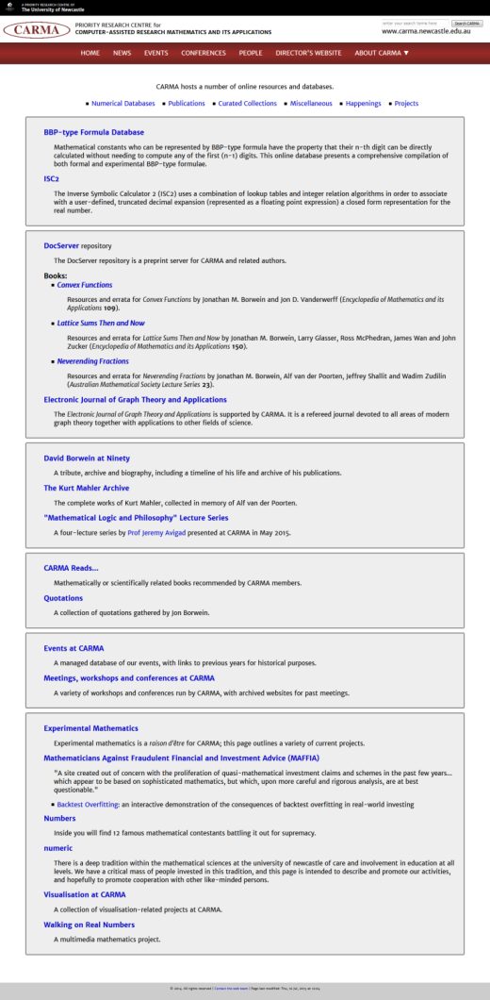 A PRIORITY RESEARCH CENTRE OF
The University of Newcastle
CARMA
PRIORITY RESEARCH CENTRE for
COMPUTER-ASSISTED RESEARCH MATHEMATICS AND ITS APPLICATIONS
enter your search terms here
Search CARMA
www.carma.newcastle.edu.au
HOME NEWS EVENTS CONFERENCES PEOPLE DIRECTOR'S WEBSITE ABOUT CARMA ▼
CARMA hosts a number of online resources and databases.
▪ Numerical Databases ▪ Publications ▪ Curated Collections ▪ Miscellaneous ▪ Happenings ▪ Projects
BBP-type Formula Database
Mathematical constants who can be represented by BBP-type formula have the property that their n-th digit can be directly
calculated without needing to compute any of the first (n-1) digits. This online database presents a comprehensive compilation of
both formal and experimental BBP-type formulae.
ISC2
The Inverse Symbolic Calculator 2 (ISC2) uses a combination of lookup tables and integer relation algorithms in order to associate
with a user-defined, truncated decimal expansion (represented as a floating point expression) a closed form representation for the
real number.
DocServer repository
The DocServer repository is a preprint server for CARMA and related authors.
Books:
▪ Convex Functions
Resources and errata for Convex Functions by Jonathan M. Borwein and Jon D. Vanderwerff (Encyclopedia of Mathematics and its
Applications 109).
▪ Lattice Sums Then and Now
Resources and errata for Lattice Sums Then and Now by Jonathan M. Borwein, Larry Glasser, Ross McPhedran, James Wan and John
Zucker (Encyclopedia of Mathematics and its Applications 150).
▪ Neverending Fractions
Resources and errata for Neverending Fractions by Jonathan M. Borwein, Alf van der Poorten, Jeffrey Shallit and Wadim Zudilin
(Australian Mathematical Society Lecture Series 23).
Electronic Journal of Graph Theory and Applications
The Electronic Journal of Graph Theory and Applications is supported by CARMA. It is a refereed journal devoted to all areas of modern
graph theory together with applications to other fields of science.
David Borwein at Ninety
A tribute, archive and biography, including a timeline of his life and archive of his publications.
The Kurt Mahler Archive
The complete works of Kurt Mahler, collected in memory of Alf van der Poorten.
"Mathematical Logic and Philosophy" Lecture Series
A four-lecture series by Prof Jeremy Avigad presented at CARMA in May 2015.
CARMA Reads...
Mathematically or scientifically related books recommended by CARMA members.
Quotations
A collection of quotations gathered by Jon Borwein.
Events at CARMA
A managed database of our events, with links to previous years for historical purposes.
Meetings, workshops and conferences at CARMA
A variety of workshops and conferences run by CARMA, with archived websites for past meetings.
Experimental Mathematics
Experimental mathematics is a raison d'être for CARMA; this page outlines a variety of current projects.
Mathematicians Against Fraudulent Financial and Investment Advice (MAFFIA)
"A site created out of concern with the proliferation of quasi-mathematical investment claims and schemes in the past few years...
which appear to be based on sophisticated mathematics, but which, upon more careful and rigorous analysis, are at best
questionable."
▪ Backtest Overfitting: an interactive demonstration of the consequences of backtest overfitting in real-world investing
Numbers
Inside you will find 12 famous mathematical contestants battling it out for supremacy.
numeric
There is a deep tradition within the mathematical sciences at the university of newcastle of care and involvement in education at all
levels. We have a critical mass of people invested in this tradition, and this page is intended to describe and promote our activities,
and hopefully to promote cooperation with other like-minded persons.
Visualisation at CARMA
A collection of visualisation-related projects at CARMA.
Walking on Real Numbers
A multimedia mathematics project.
© 2014, All rights reserved | Contact the web team | Page last modified: Thu,